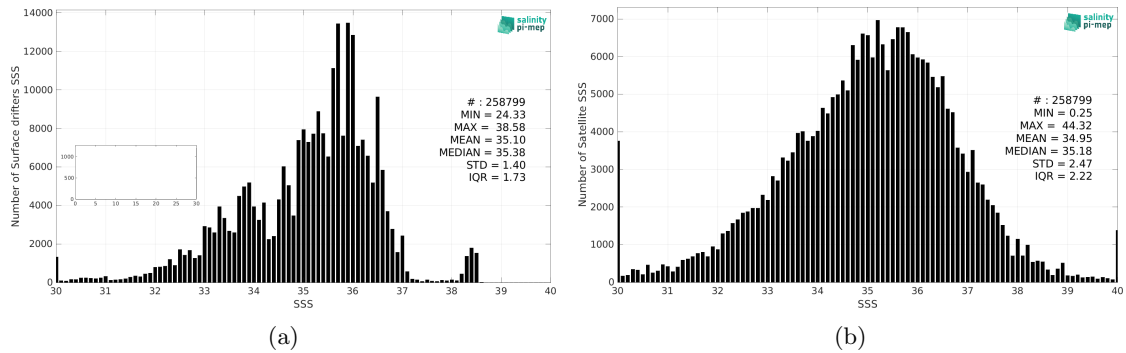 salinity
pi-mep
Number of Surface drifters SSS
14000
12000
10000
8000
6000
4000
2000
0
# : 258799
MIN = 24.33
MAX = 38.58
MEAN = 35.10
MEDIAN = 35.38
STD = 1.40
IQR = 1.73
1000
500
0
0 5 10 15 20 25 30
30 31 32 33 34 35 36 37 38 39 40
SSS
(a)
salinity
pi-mep
Number of Satellite SSS
7000
6000
5000
4000
3000
2000
1000
0
# : 258799
MIN = 0.25
MAX = 44.32
MEAN = 34.95
MEDIAN = 35.18
STD = 2.47
IQR = 2.22
30 31 32 33 34 35 36 37 38 39 40
SSS
(b)